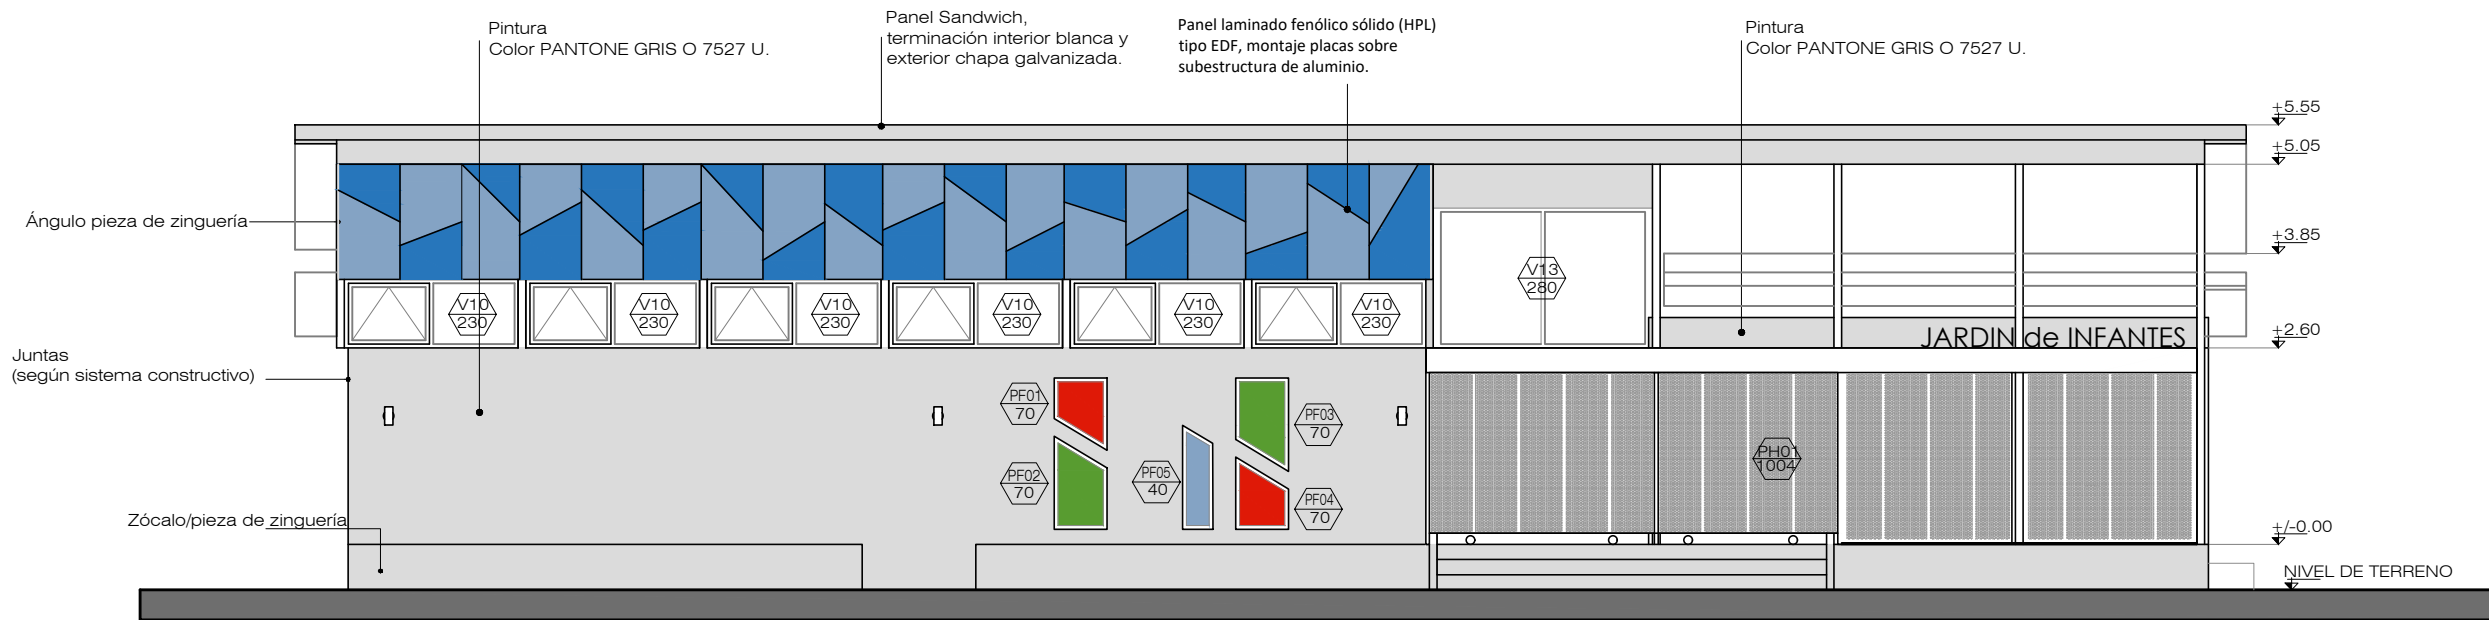 Pintura
Color PANTONE GRIS O 7527 U.
Panel Sandwich,
terminación interior blanca y
exterior chapa galvanizada.
Panel laminado fenólico sólido (HPL)
tipo EDF, montaje placas sobre
subestructura de aluminio.
Pintura
Color PANTONE GRIS O 7527 U.
+5.55
+5.05
Ángulo pieza de zinguería
+3.85
V13
280
V10
230
V10
230
V10
230
V10
230
V10
230
V10
230
JARDIN de INFANTES
+2.60
Juntas
(según sistema constructivo)
PF01
70
PF03
70
PF02
70
PF05
40
PF04
70
PH01
1004
Zócalo/pieza de zinguería
+/-0.00
NIVEL DE TERRENO